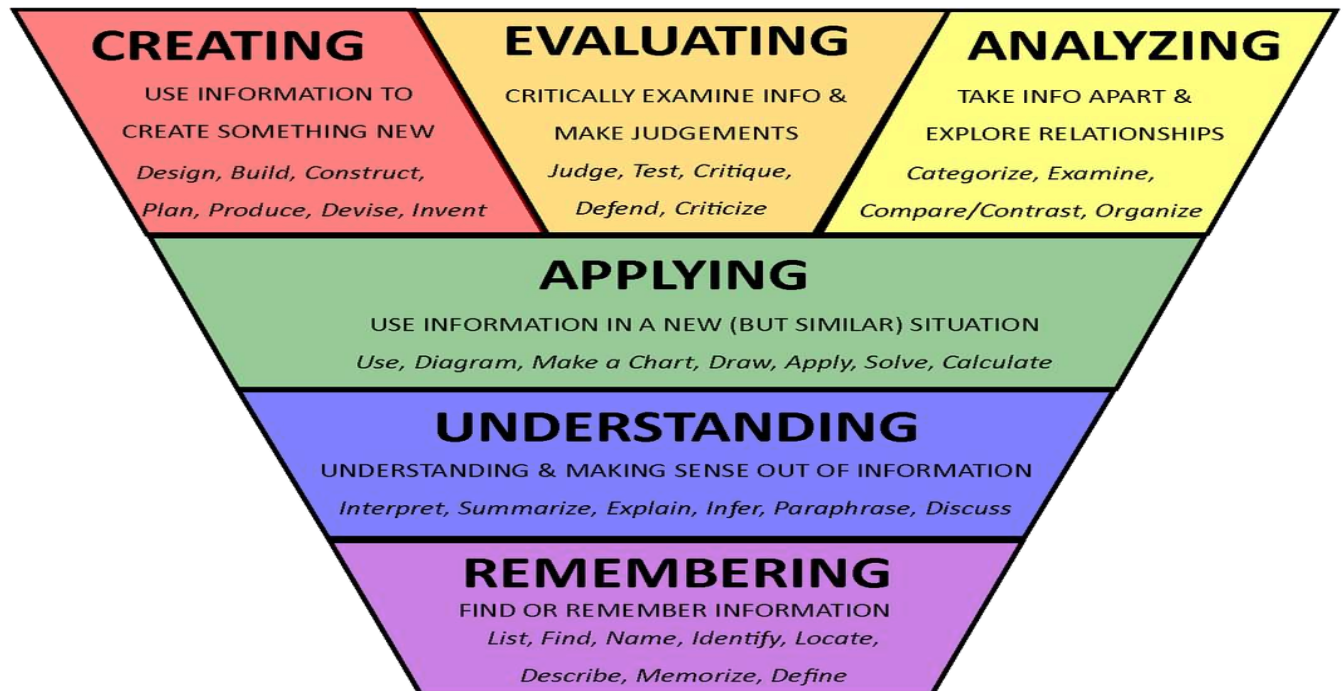 CREATING
USE INFORMATION TO
CREATE SOMETHING NEW
Design, Build, Construct,
Plan, Produce, Devise, Invent
EVALUATING
CRITICALLY EXAMINE INFO &
MAKE JUDGEMENTS
Judge, Test, Critique,
Defend, Criticize
ANALYZING
TAKE INFO APART &
EXPLORE RELATIONSHIPS
Categorize, Examine,
Compare/Contrast, Organize
APPLYING
USE INFORMATION IN A NEW (BUT SIMILAR) SITUATION
Use, Diagram, Make a Chart, Draw, Apply, Solve, Calculate
UNDERSTANDING
UNDERSTANDING & MAKING SENSE OUT OF INFORMATION
Interpret, Summarize, Explain, Infer, Paraphrase, Discuss
REMEMBERING
FIND OR REMEMBER INFORMATION
List, Find, Name, Identify, Locate,
Describe, Memorize, Define